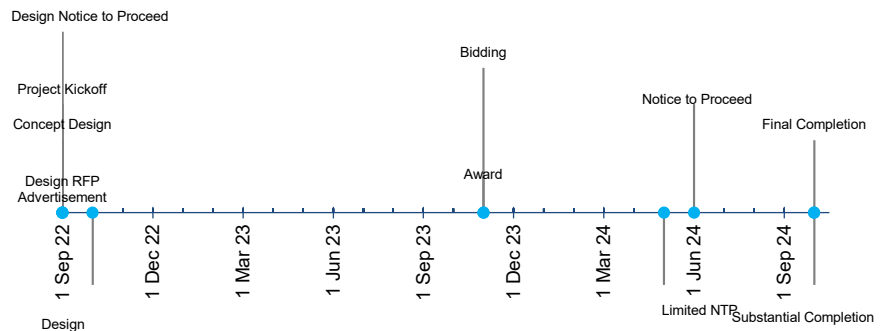 Design Notice to Proceed
Bidding
Project Kickoff
Notice to Proceed
Concept Design
Final Completion
Award
Design RFP
Advertisement
1 Sep 22
1 Dec 22
1 Mar 23
1 Jun 23
1 Sep 23
1 Dec 23
1 Mar 24
1 Jun 24
1 Sep 24
Limited NTP
Substantial Completion
Design